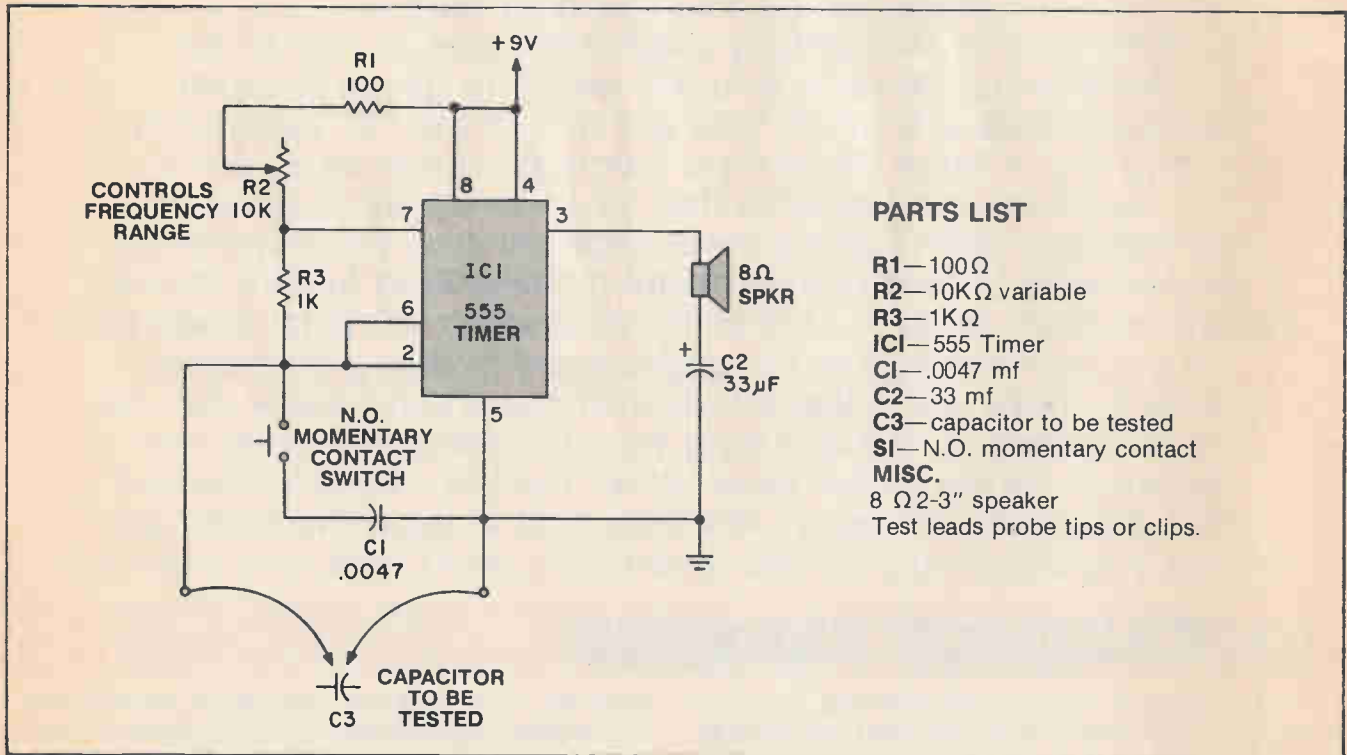 +9V
R1
100
CONTROLS
FREQUENCY
RANGE
R2
10K
8
4
7
3
R3
1K
IC1
555
TIMER
6
2
5
8Ω
SPKR
+
C2
33µF
N.O.
MOMENTARY
CONTACT
SWITCH
C1
.0047
CAPACITOR
TO BE
TESTED
C3
PARTS LIST
R1—100Ω
R2—10KΩ variable
R3—1KΩ
IC1—555 Timer
C1—.0047 mf
C2—33 mf
C3—capacitor to be tested
S1—N.O. momentary contact
MISC.
8 Ω 2-3" speaker
Test leads probe tips or clips.